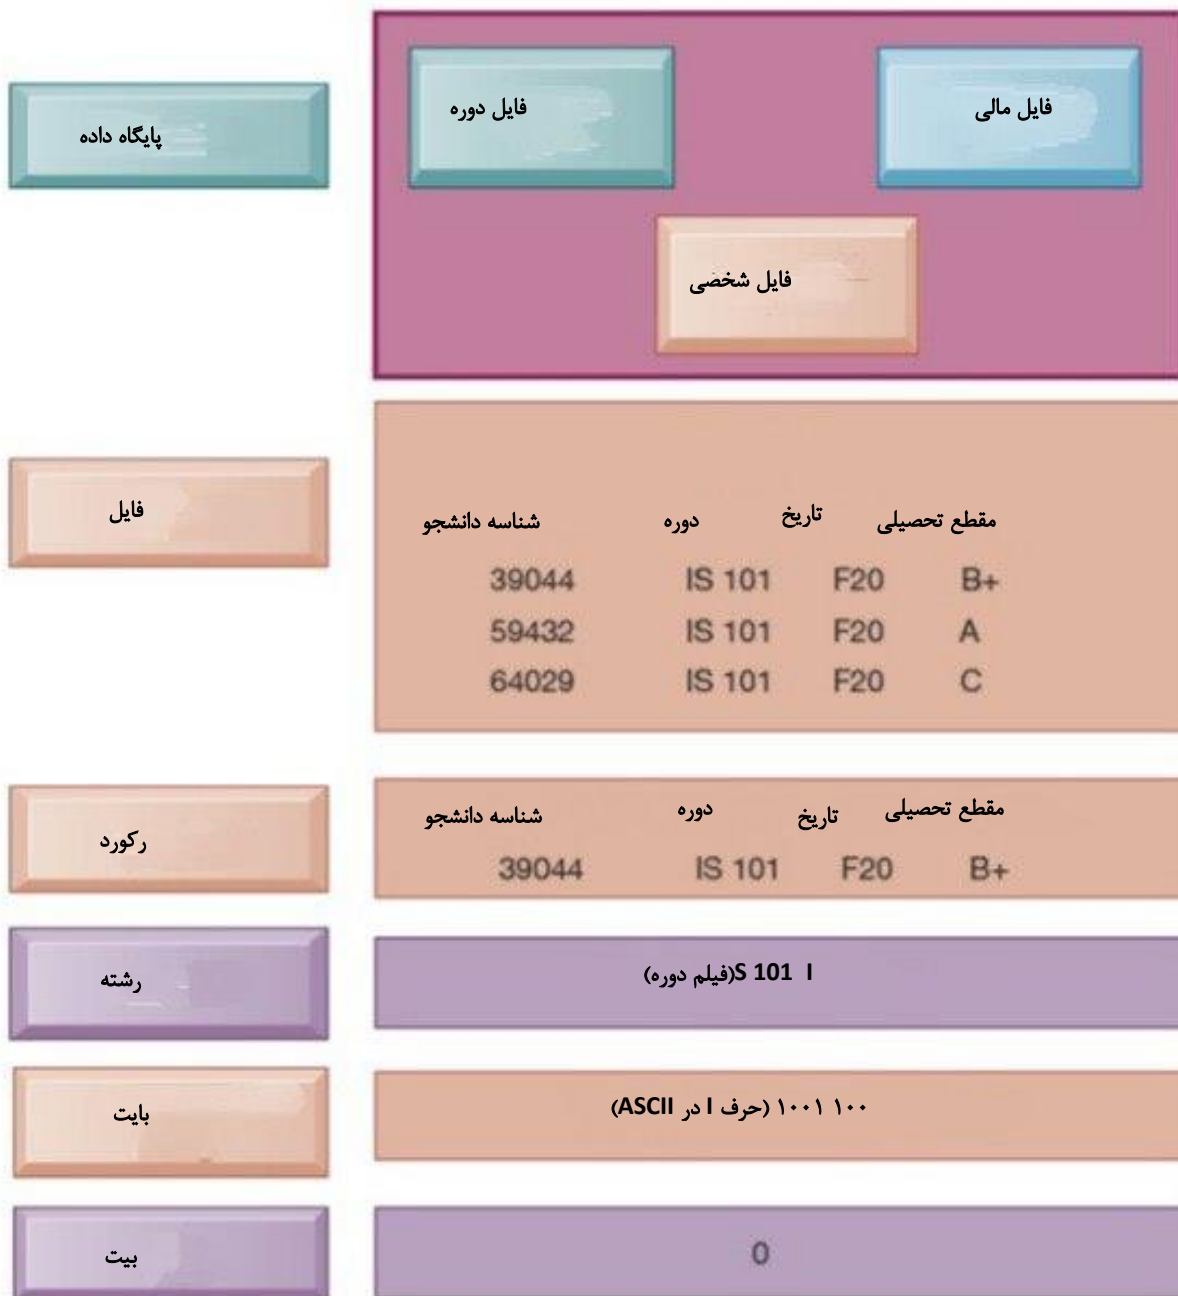 پایگاه داده
فایل دوره
فایل مالی
فایل شخصی
فایل
شناسه دانشجو دوره تاریخ مقطع تحصیلی
39044 IS 101 F20 B+
59432 IS 101 F20 A
64029 IS 101 F20 C
رکورد
شناسه دانشجو دوره تاریخ مقطع تحصیلی
39044 IS 101 F20 B+
رشته
S 101 I(فیلم دوره)
بایت
۱۰۰ ۱۰۰۱ (حرف I در ASCII)
بیت
0